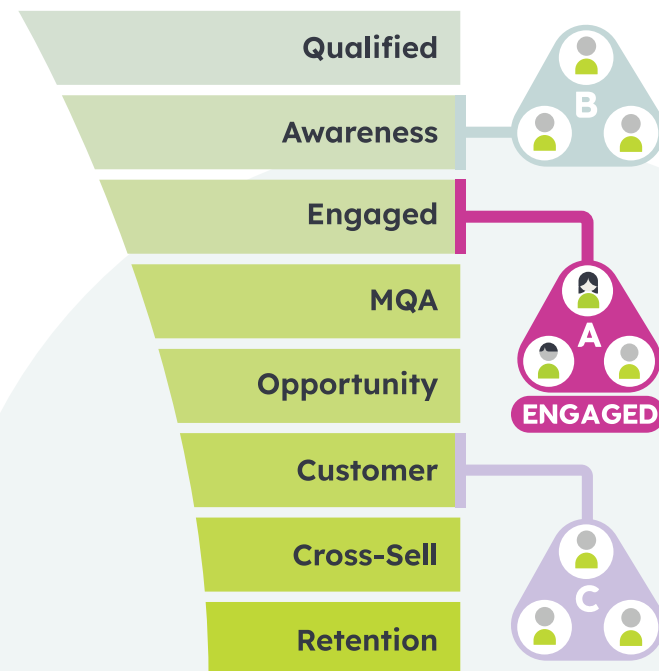 Qualified
B
Awareness
Engaged
MQA
A
Opportunity
ENGAGED
Customer
Cross-Sell
C
Retention